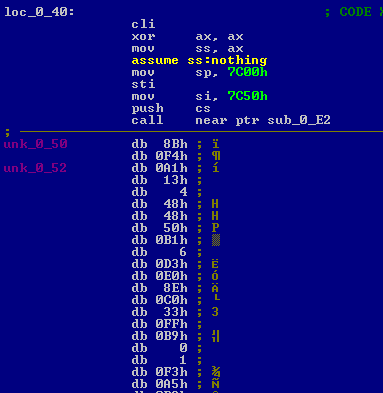 loc_0_40: ; CODE X
cli
xor ax, ax
mov ss, ax
assume ss:nothing
mov sp, 7C00h
sti
mov si, 7C50h
push cs
call near ptr sub_0_E2
;
unk_0_50 db 8Bh ; ï
db 0F4h ; ¶
unk_0_52 db 0A1h ; í
db 13h ;
db 4 ;
db 48h ; H
db 48h ; H
db 50h ; P
db 0B1h ; ▒
db 6 ;
db 0D3h ; Ë
db 0E0h ; Ó
db 8Eh ; Ä
db 0C0h ; └
db 33h ; 3
db 0FFh ;
db 0B9h ; ╣
db 0 ;
db 1 ;
db 0F3h ; ¾
db 0A5h ; Ñ